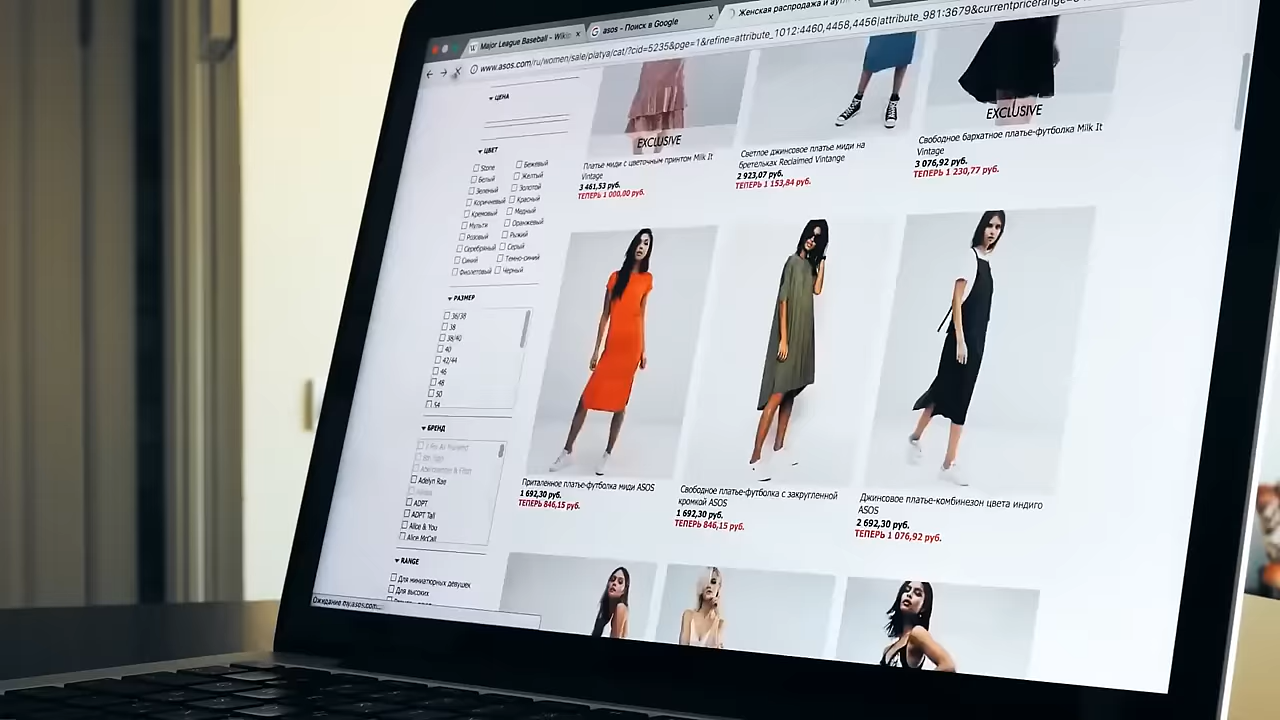 Major League Baseball - Wiki
asos - Поиск в Google
Женская распродажа и аут
www.asos.com/ru/women/sale/platya/cat/?cid=5235&pge=1&refine=attribute_1012:4460,4458,4456|attribute_981:3679&currentpricerange=
ЦЕНА
ЦВЕТ
Stone
Бежевый
Белый
Желтый
Зеленый
Золотой
Коричневый
Красный
Кремовый
Медный
Мульти
Оранжевый
Розовый
Рыжий
Серебряный
Серый
Синий
Темно-синий
Фиолетовый
Черный
РАЗМЕР
36/38
38
38/40
40
42/44
46
48
50
54
БРЕНД
Adelyn Rae
ADPT
ADPT Tall
Alice & You
Alice McCall
RANGE
Для миниатюрных девушек
Для высоких
Ожидание my.asos.com...
EXCLUSIVE
Платье миди с цветочным принтом Milk It
Vintage
3 461,53 руб.
ТЕПЕРЬ 1 000,00 руб.
Светлое джинсовое платье миди на
бретельках Reclaimed Vintange
2 923,07 руб.
ТЕПЕРЬ 1 153,84 руб.
EXCLUSIVE
Свободное бархатное платье-футболка Milk It
Vintage
3 076,92 руб.
ТЕПЕРЬ 1 230,77 руб.
Приталенное платье-футболка миди ASOS
1 692,30 руб.
ТЕПЕРЬ 846,15 руб.
Свободное платье-футболка с закругленной
кромкой ASOS
1 692,30 руб.
ТЕПЕРЬ 846,15 руб.
Джинсовое платье-комбинезон цвета индиго
ASOS
2 692,30 руб.
ТЕПЕРЬ 1 076,92 руб.